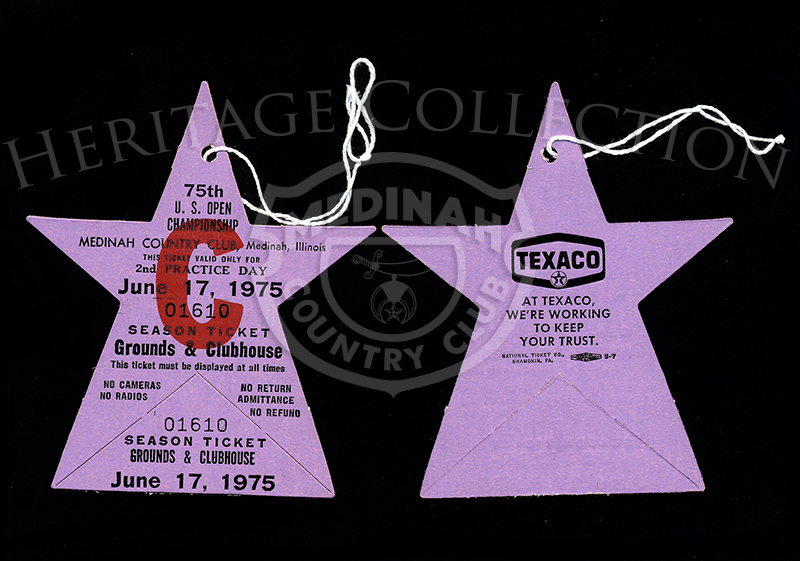 HERITAGE COLLECTION
MEDINAH
COUNTRY CLUB
75th
U. S. OPEN
CHAMPIONSHIP
MEDINAH COUNTRY CLUB, Medinah, Illinois
THIS TICKET VALID ONLY FOR
2nd PRACTICE DAY
June 17, 1975
C
01610
SEASON TICKET
Grounds & Clubhouse
This ticket must be displayed at all times
NO CAMERAS
NO RADIOS
NO RETURN
ADMITTANCE
NO REFUND
01610
SEASON TICKET
GROUNDS & CLUBHOUSE
June 17, 1975
TEXACO
AT TEXACO,
WE'RE WORKING
TO KEEP
YOUR TRUST.
NATIONAL TICKET CO.
SHAMOKIN, PA.